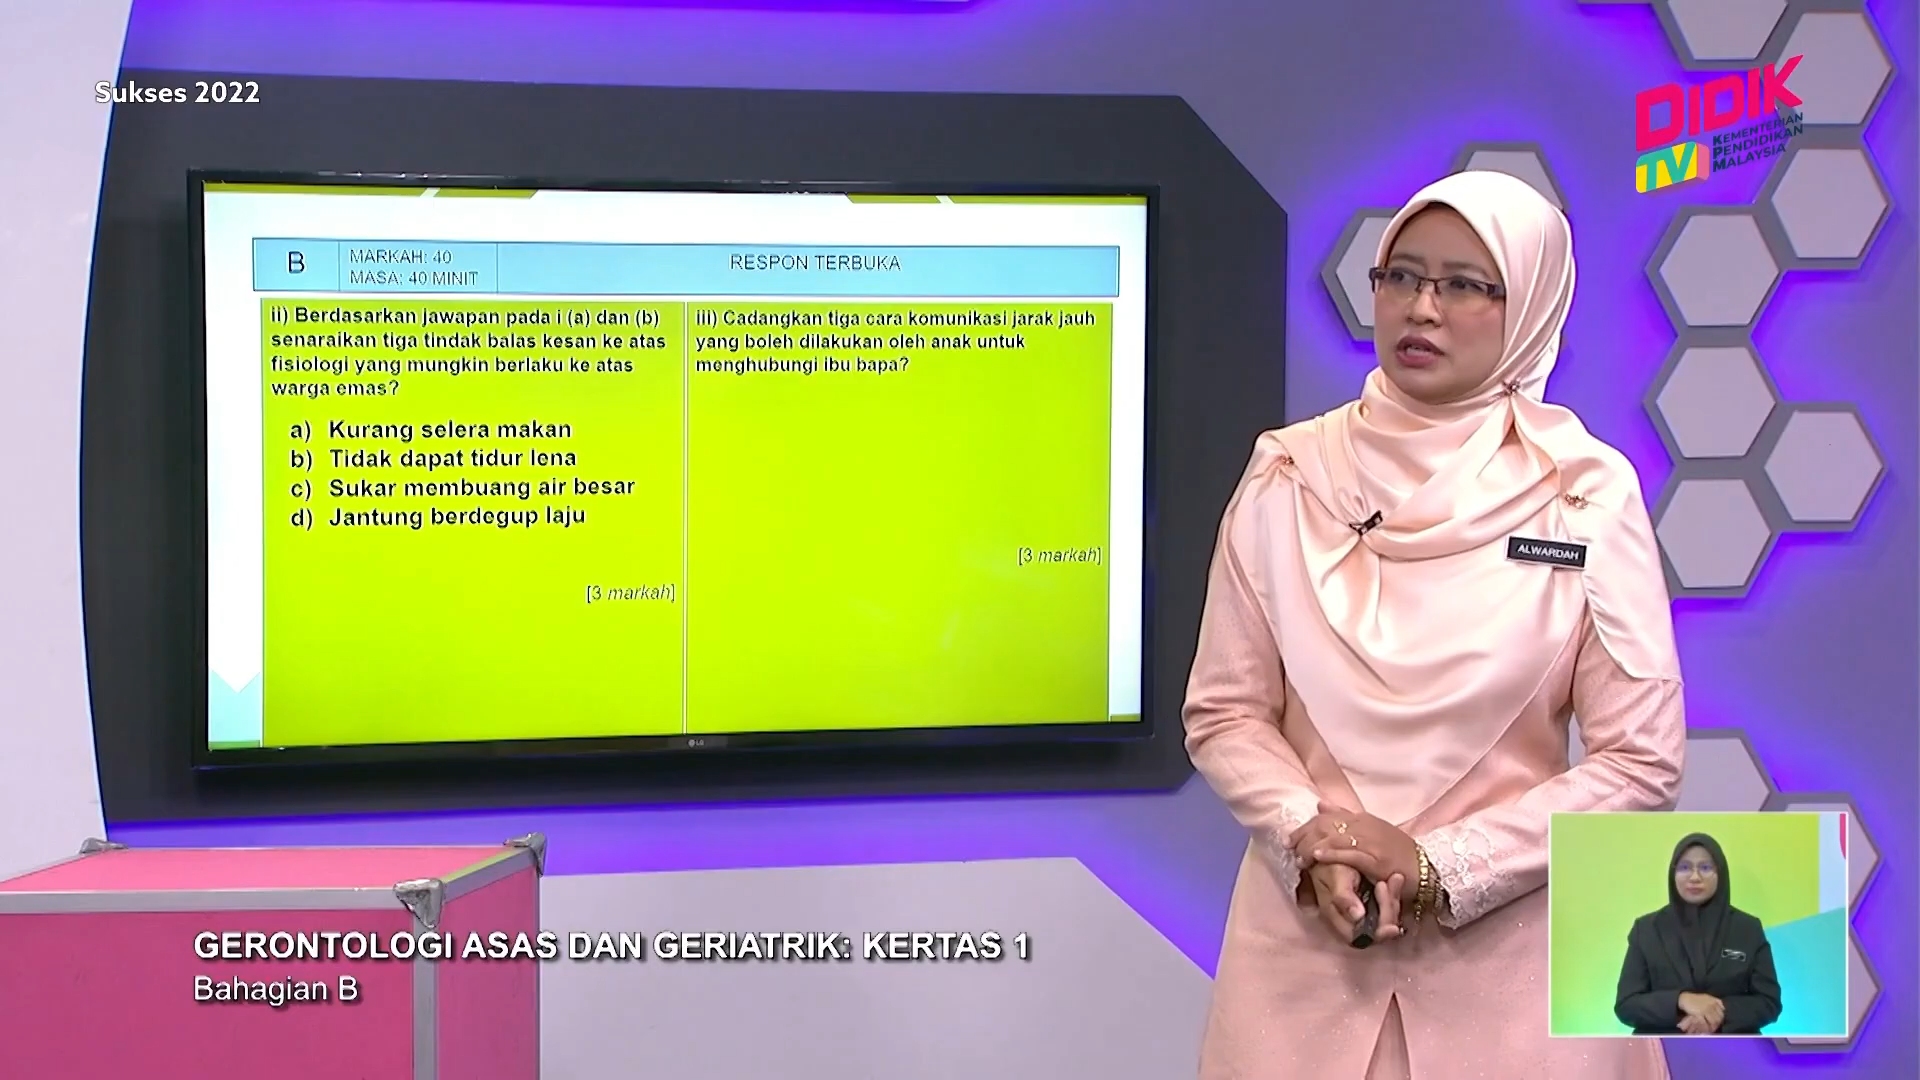 Sukses 2022
DIDIK
TV
KEMENTERIAN
PENDIDIKAN
MALAYSIA
B
MARKAH: 40
MASA: 40 MINIT
RESPON TERBUKA
ii) Berdasarkan jawapan pada i (a) dan (b)
senaraikan tiga tindak balas kesan ke atas
fisiologi yang mungkin berlaku ke atas
warga emas?
a) Kurang selera makan
b) Tidak dapat tidur lena
c) Sukar membuang air besar
d) Jantung berdegup laju
[3 markah]
iii) Cadangkan tiga cara komunikasi jarak jauh
yang boleh dilakukan oleh anak untuk
menghubungi ibu bapa?
[3 markah]
LG
ALWARDAH
GERONTOLOGI ASAS DAN GERIATRIK: KERTAS 1
Bahagian B